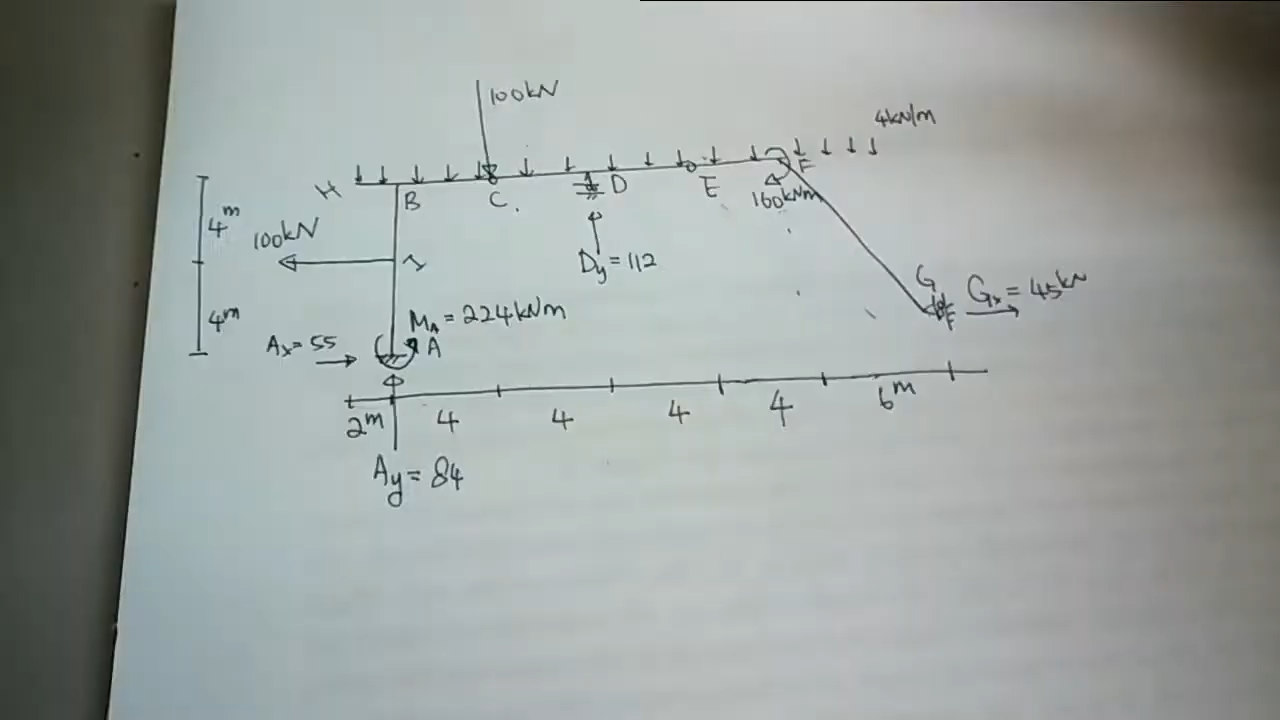 100kN
4kN/m
H
B
C
D
E
F
160kNm
4m
100kN
Dy = 112
G
Gx = 45kN
4m
MA = 224kNm
Ax = 55
A
2m 4 4 4 4 6m
Ay = 84